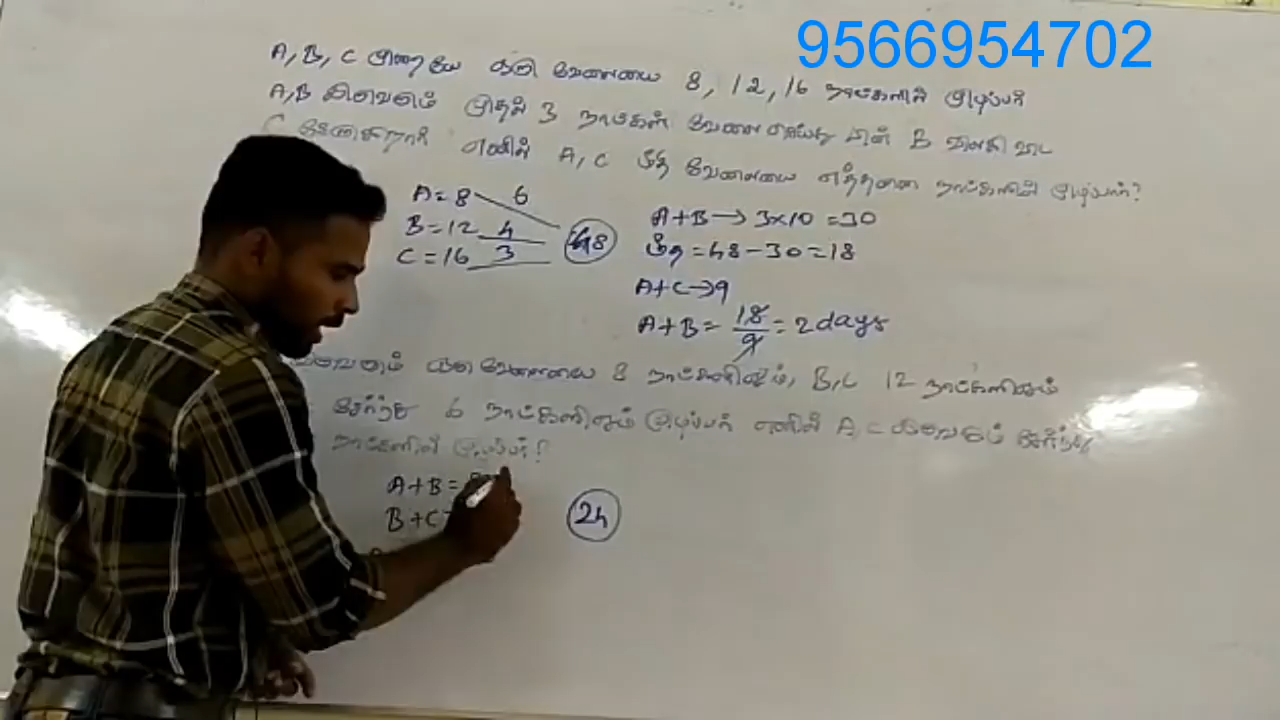 9566954702
A, B, C முறையே ஒரு வேலையை 8, 12, 16 நாட்களில் முடிப்பர்
A,B இருவரும் முதல் 3 நாட்கள் வேலை செய்து பின் B விலகி விட
C சேர்கிறார் எனில் A, C மீத வேலையை எத்தனை நாட்களில் முடிப்பர்?
A = 8 6
B = 12 4
C = 16 3
48
A+B → 3×10 = 30
மீத = 48 - 30 = 18
A+C → 9
A+B = 18/9 = 2 days
ஒரு வேலையை 8 நாட்களிலும், B,C 12 நாட்களிலும்
சேர்ந்து 6 நாட்களிலும் முடிப்பர் எனில் A, C இருவரும் சேர்ந்து
நாட்களில் முடிப்பர்?
A+B =
B+C
24